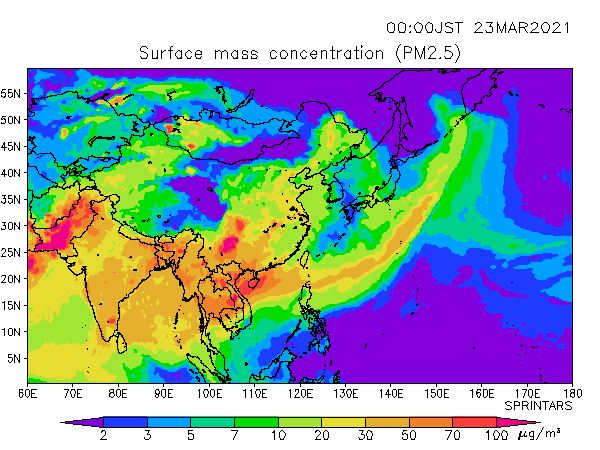 00:00JST 23MAR2021
Surface mass concentration (PM2.5)
55N
50N
45N
40N
35N
30N
25N
20N
15N
10N
5N
60E 70E 80E 90E 100E 110E 120E 130E 140E 150E 160E 170E 180
SPRINTARS
2 3 5 7 10 20 30 50 70 100 μg/m³